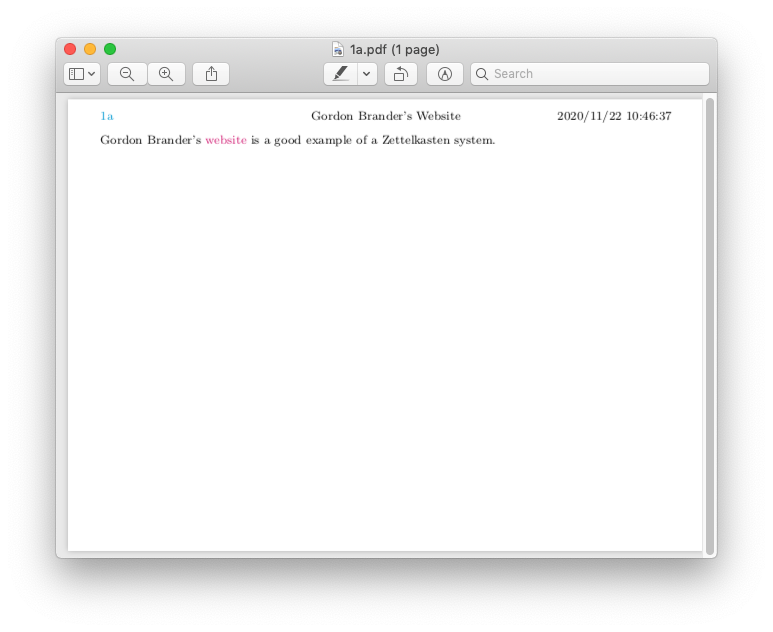 1a.pdf (1 page)
Search
1a Gordon Brander's Website 2020/11/22 10:46:37
Gordon Brander's website is a good example of a Zettelkasten system.